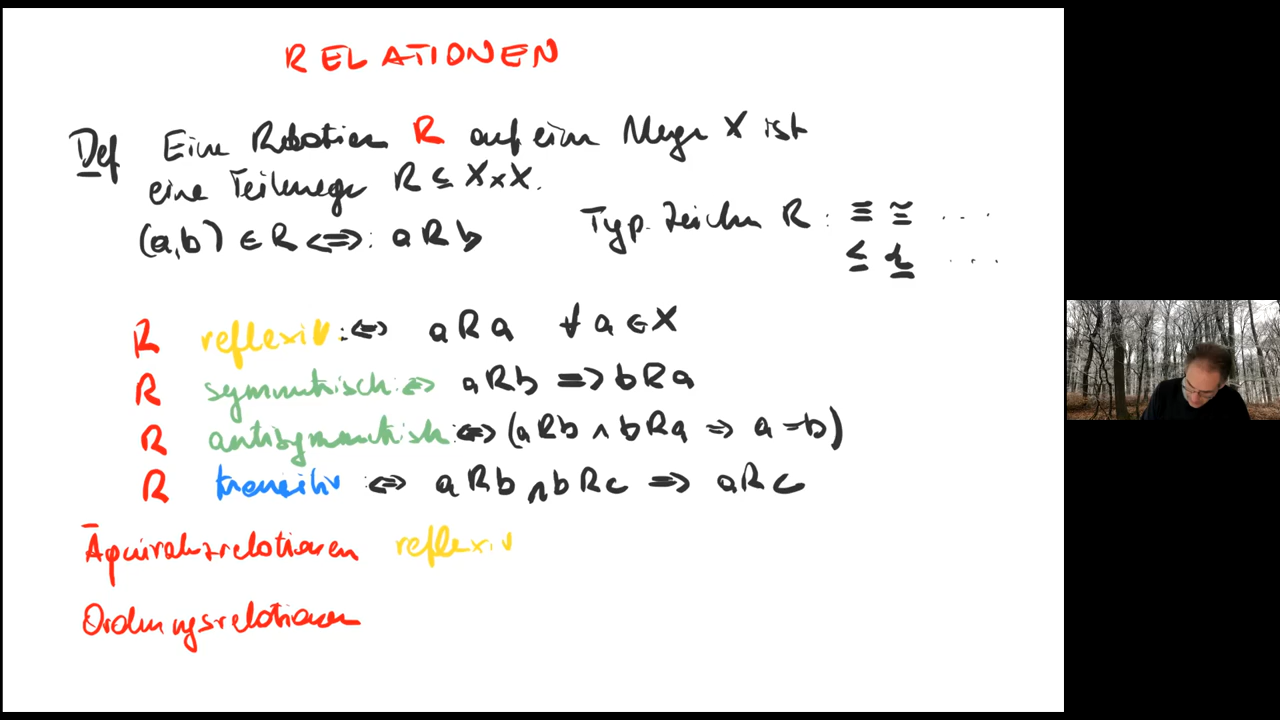 RELATIONEN
Def Eine Relation R auf einer Menge X ist
eine Teilmenge R ⊆ X×X.
(a,b) ∈ R <=>: aRb
Typ. Zeichen R: ≡ ≅ ...
≤ ⪯ ...
R reflexiv :<=> aRa ∀ a ∈ X
R symmetrisch :<=> aRb => bRa
R antisymmetrisch :<=> (aRb ∧ bRa => a=b)
R transitiv :<=> aRb ∧ bRc => aRc
Äquivalenzrelationen reflexiv
Ordnungsrelationen